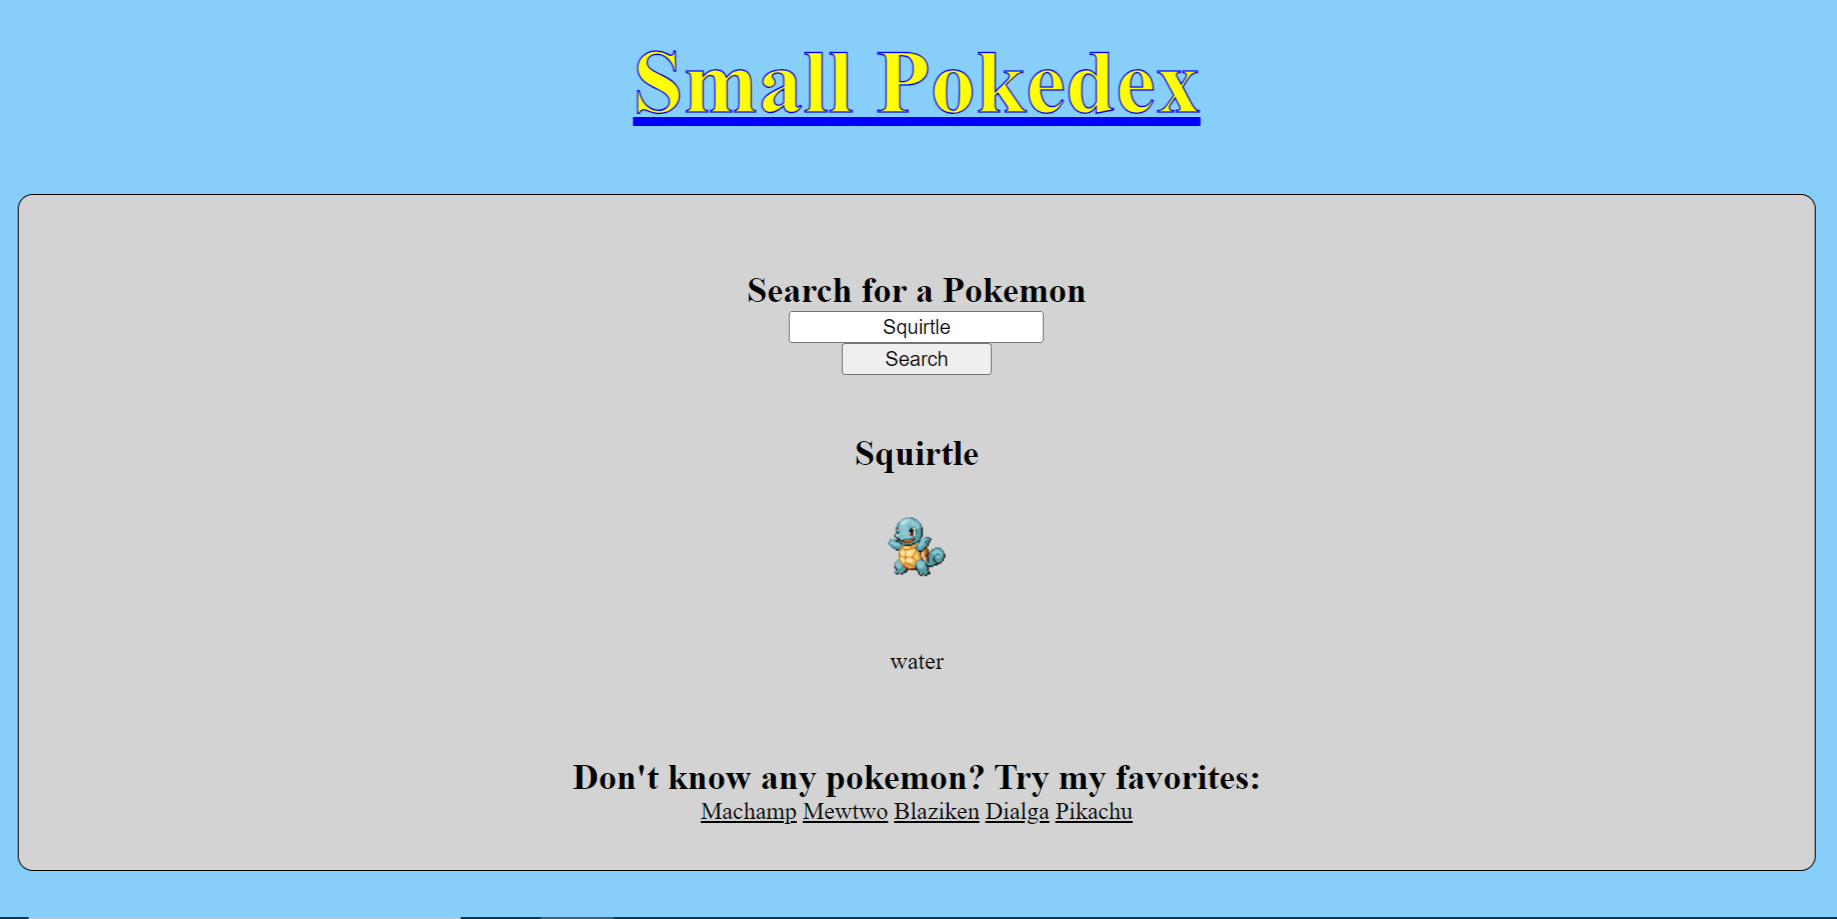 Small Pokedex
Search for a Pokemon
Squirtle
Search
Squirtle
water
Don't know any pokemon? Try my favorites:
Machamp Mewtwo Blaziken Dialga Pikachu